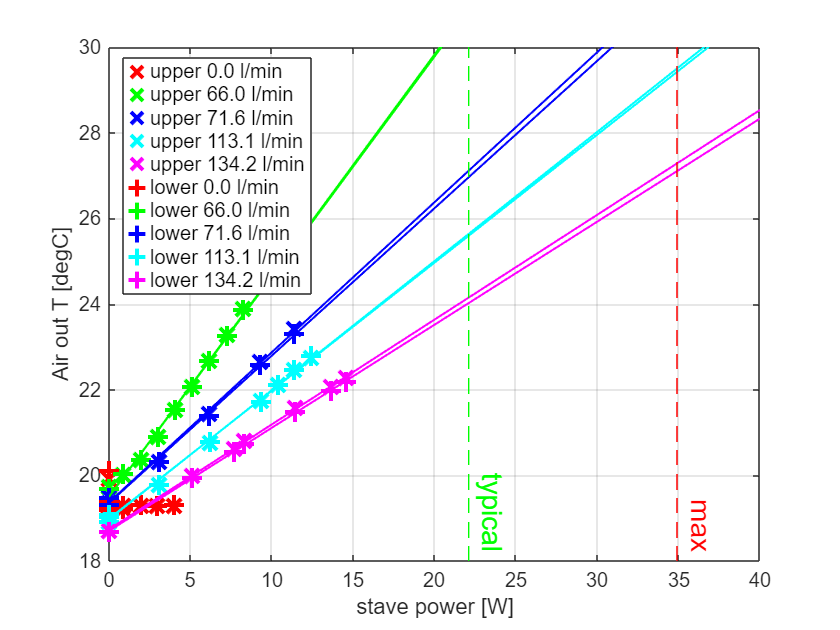 30
28
26
24
22
20
18
Air out T [degC]
upper 0.0 l/min
upper 66.0 l/min
upper 71.6 l/min
upper 113.1 l/min
upper 134.2 l/min
lower 0.0 l/min
lower 66.0 l/min
lower 71.6 l/min
lower 113.1 l/min
lower 134.2 l/min
typical
max
0 5 10 15 20 25 30 35 40
stave power [W]